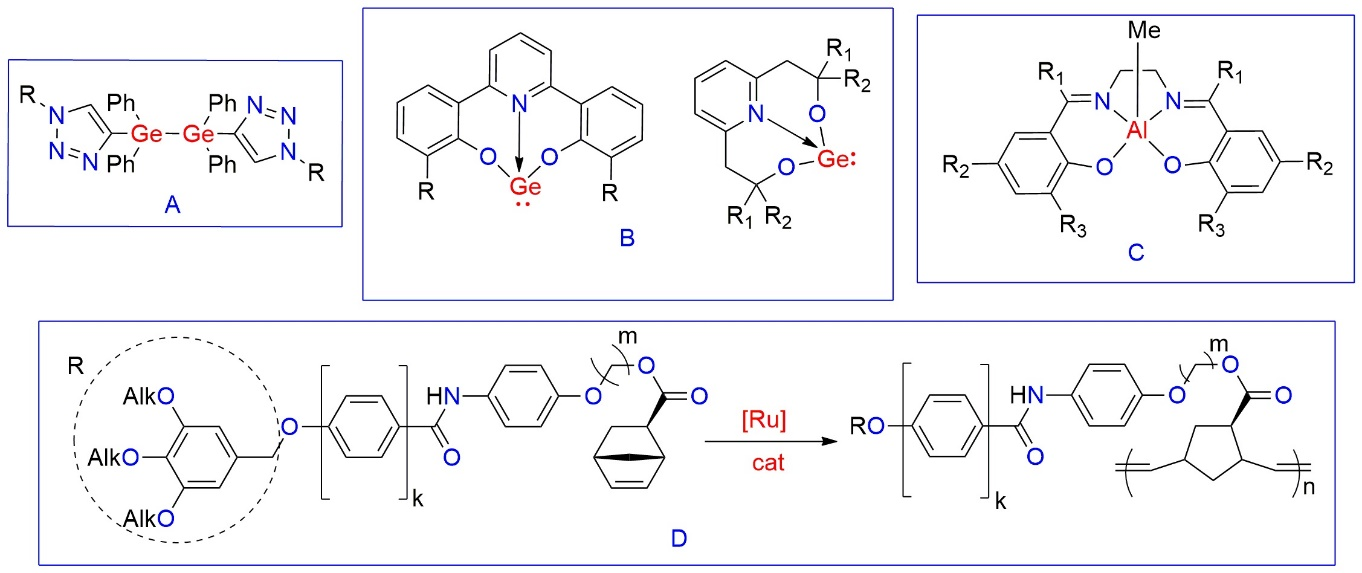 R Ph Ph N N
N Ge Ge
N N Ph Ph N R
A
N
O O
R Ge R
:
R1
R2
N O
O Ge:
R1 R2
B
Me
R1 R1
N N
Al
R2 O O R2
R3 R3
C
R
AlkO
AlkO
AlkO
O
k
HN
O
O
m
O
O
[Ru]
cat
RO
k
HN
O
O
m
O
O
n
D